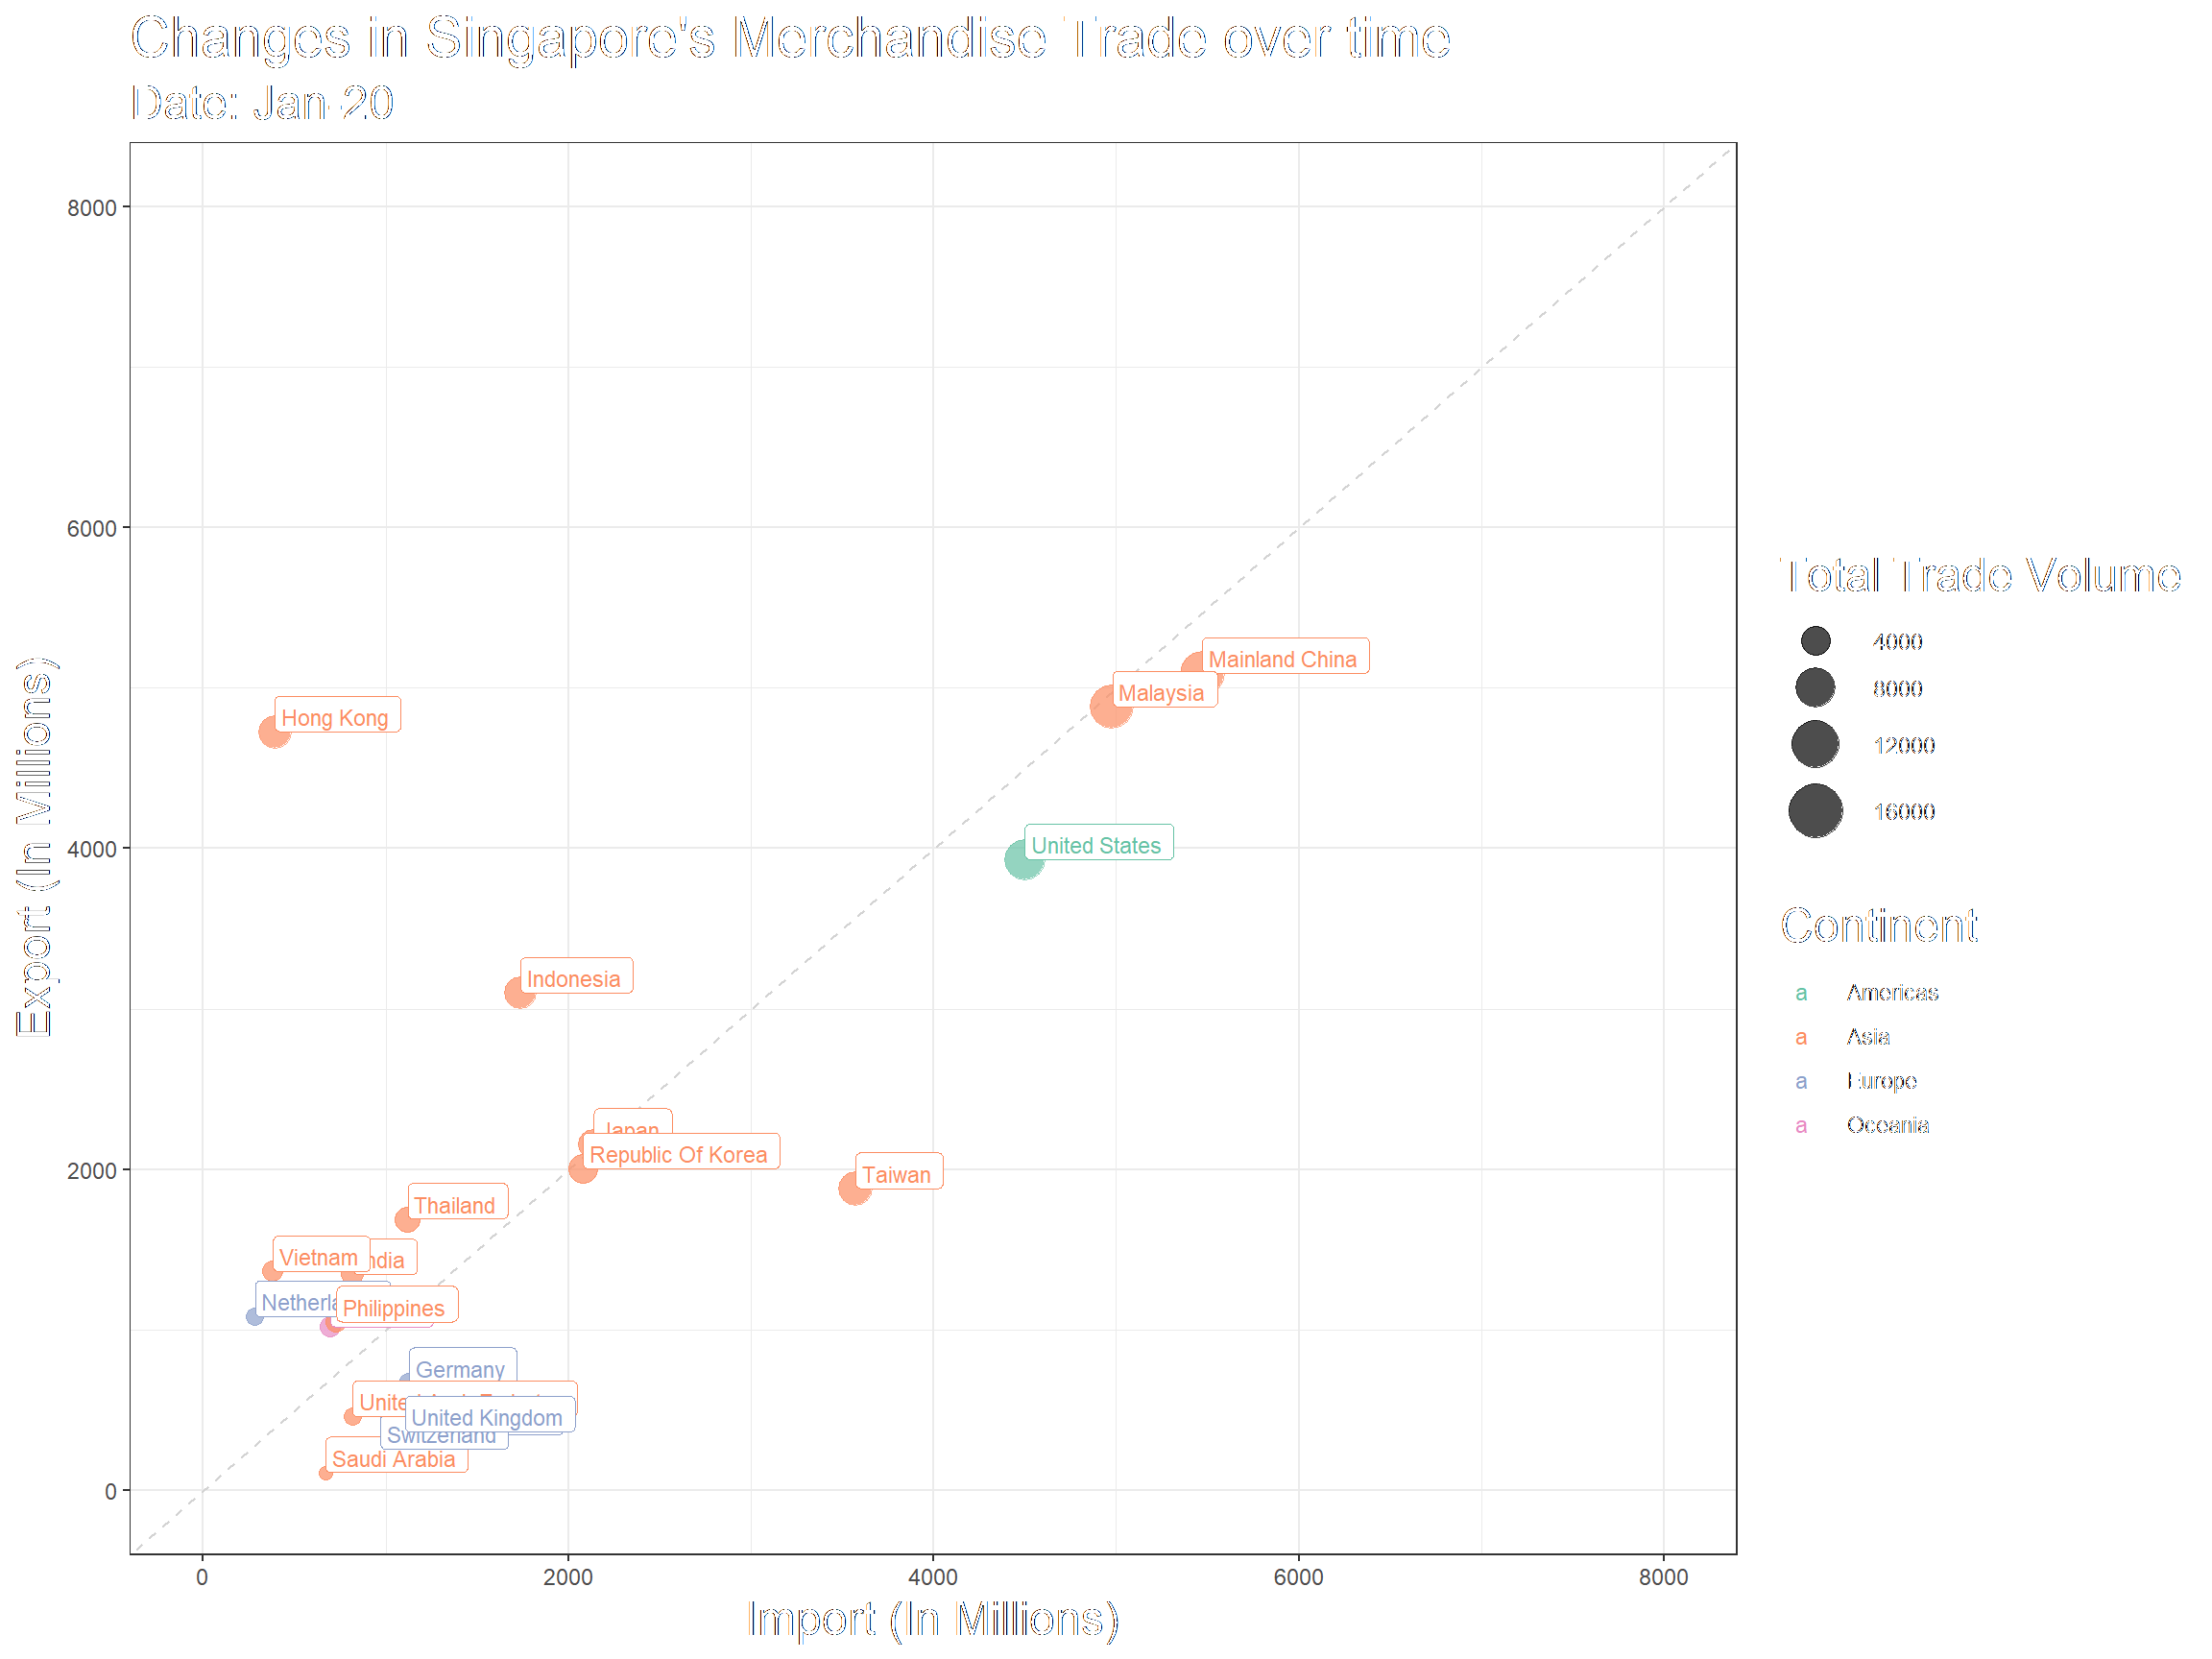 Changes in Singapore's Merchandise Trade over time
Date: Jan-20
Export (In Millions)
8000
6000
4000
2000
0
Mainland China
Malaysia
Hong Kong
United States
Indonesia
Japan
Republic Of Korea
Taiwan
Thailand
Vietnam
ndia
Netherla
Philippines
Germany
Unite
United Kingdom
Switzerland
Saudi Arabia
0
2000
4000
6000
8000
Import (In Millions)
Total Trade Volume
4000
8000
12000
16000
Continent
a Americas
a Asia
a Europe
a Oceania